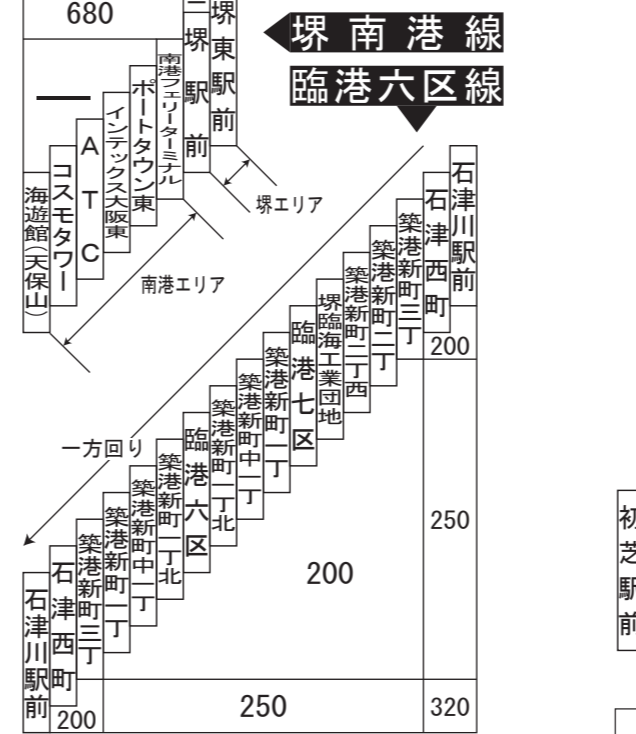 680
堺東駅前
堺駅前
南港フェリーターミナル
ポートタウン東
インテックス大阪東
ATC
コスモタワー
海遊館(天保山)
堺エリア
南港エリア
堺南港線
臨港六区線
石津川駅前
石津西町
築港新町三丁
築港新町二丁
築港新町二丁西
堺臨海工業団地
臨港七区
築港新町一丁
築港新町中一丁
築港新町一丁北
臨港六区
築港新町一丁北
築港新町中一丁
築港新町一丁
築港新町三丁
石津西町
石津川駅前
一方回り
200
250
200
200
250
320
初芝駅前